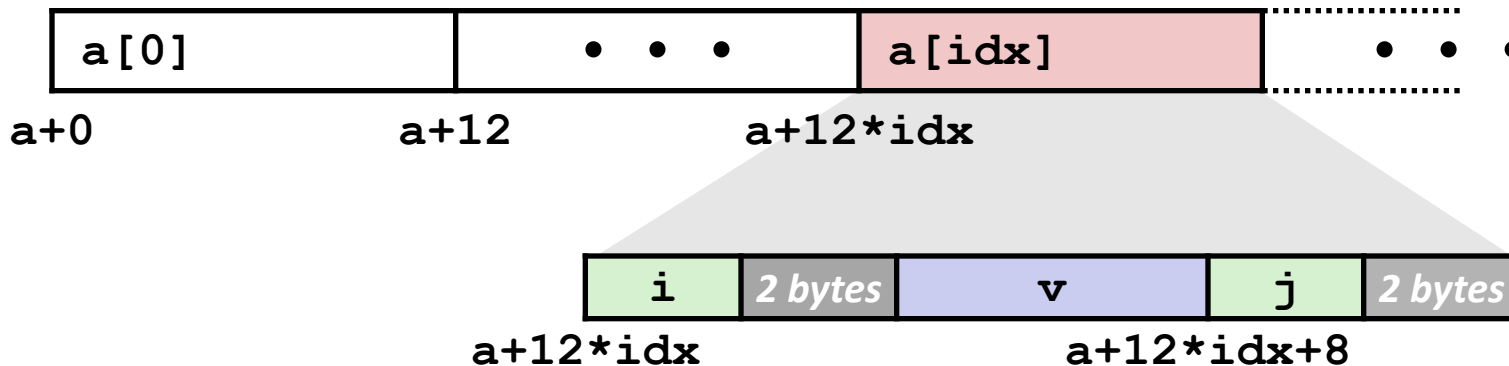 a[0] • • • a[idx] • • •
a+0 a+12 a+12*idx
i 2 bytes v j 2 bytes
a+12*idx a+12*idx+8